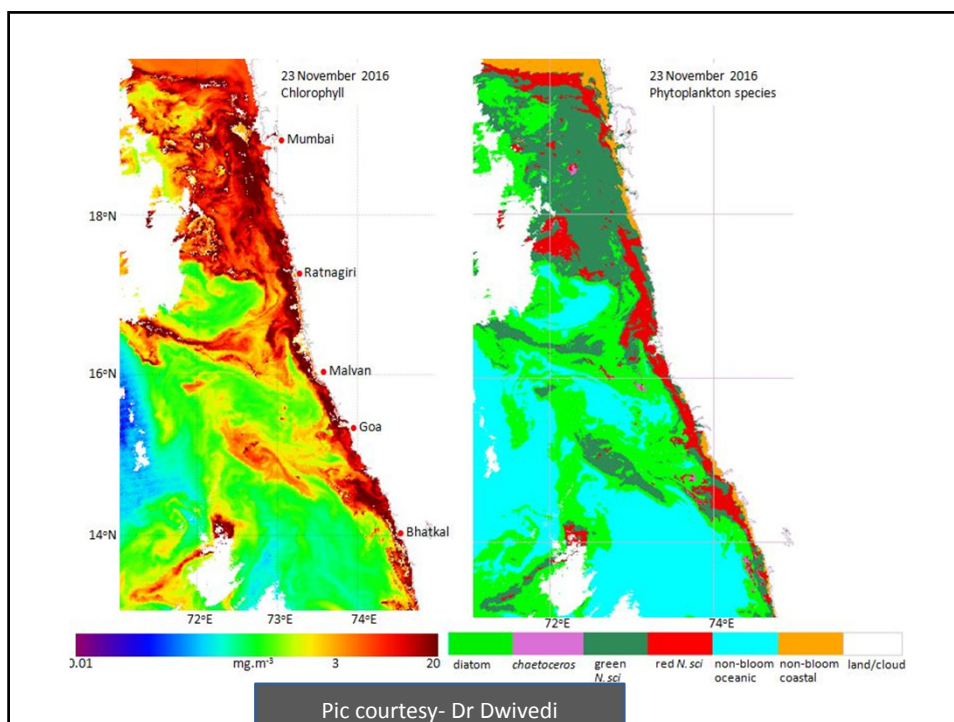 23 November 2016
Chlorophyll
Mumbai
18°N
Ratnagiri
16°N
Malvan
Goa
14°N
Bhatkal
72°E 73°E 74°E
0.01 mg.m-3 3 20
23 November 2016
Phytoplankton species
72°E 74°E
diatom chaetoceros green red N.sci non-bloom non-bloom land/cloud
N.sci oceanic coastal
Pic courtesy- Dr Dwivedi